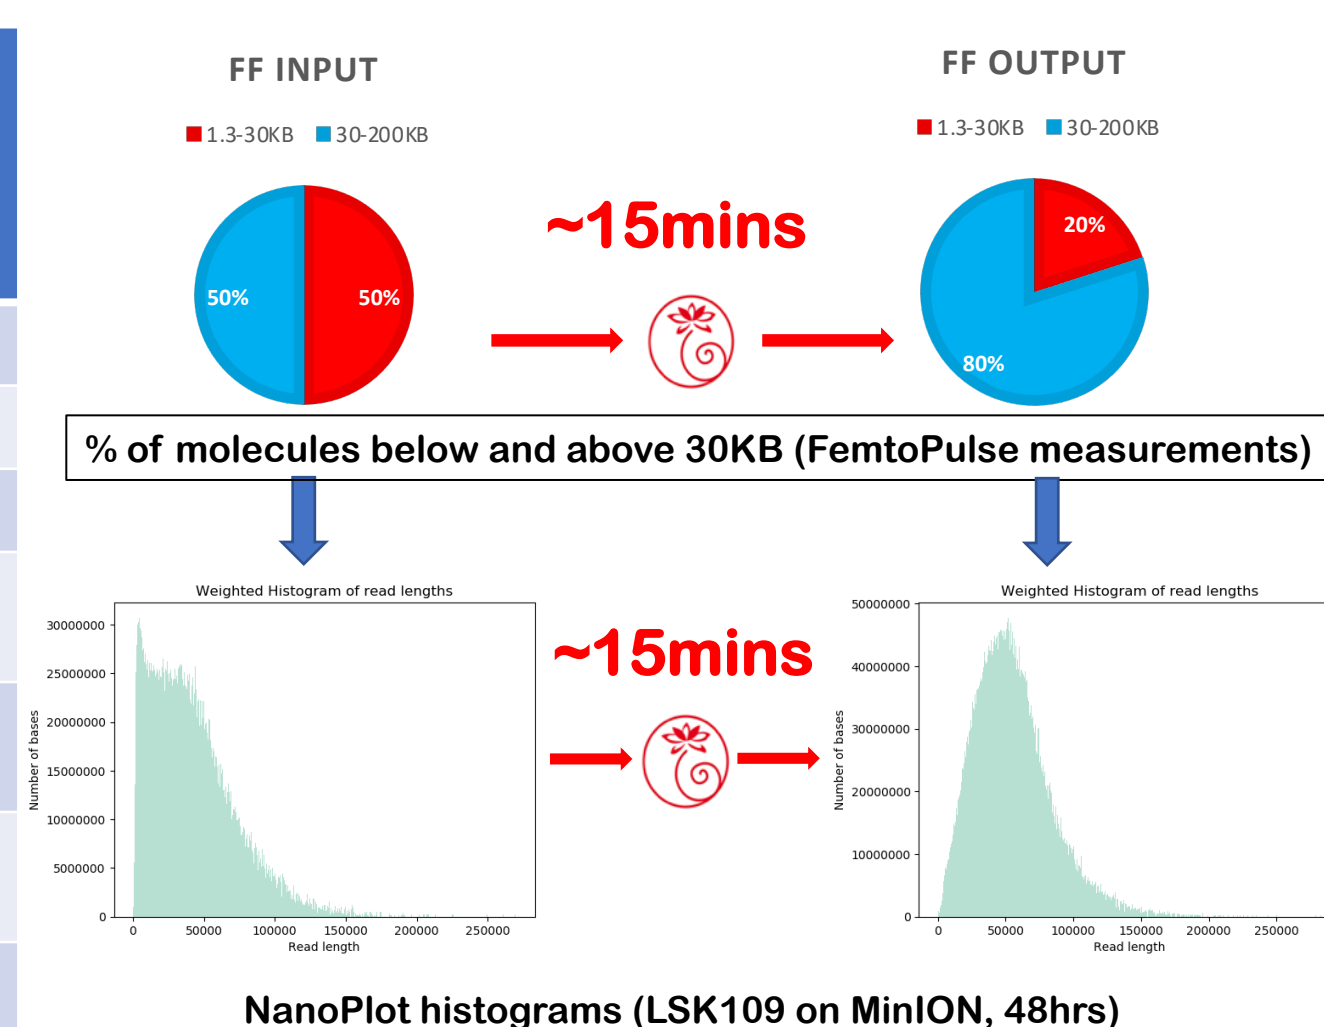 FF INPUT
1.3-30KB 30-200KB
50% 50%
~15mins
FF OUTPUT
1.3-30KB 30-200KB
20%
80%
% of molecules below and above 30KB (FemtoPulse measurements)
Weighted Histogram of read lengths
Number of bases
30000000
25000000
20000000
15000000
10000000
5000000
0
0 50000 100000 150000 200000 250000
Read length
~15mins
Weighted Histogram of read lengths
Number of bases
50000000
40000000
30000000
20000000
10000000
0
0 50000 100000 150000 200000 250000
Read length
NanoPlot histograms (LSK109 on MinION, 48hrs)